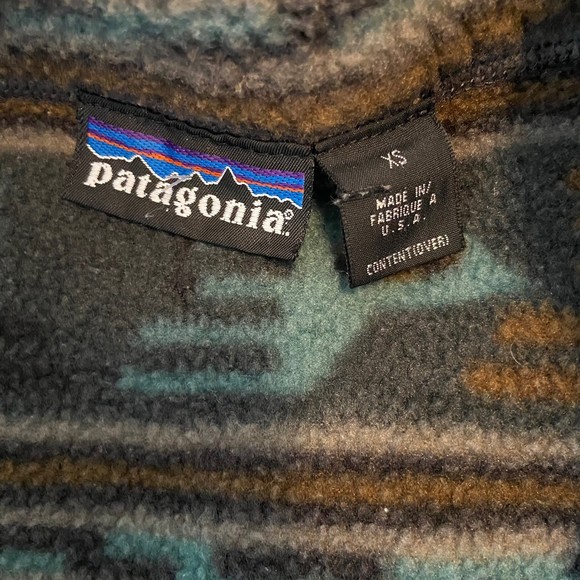 patagonia®
XS
MADE IN/
FABRIQUE A
U.S.A.
CONTENT(OVER)